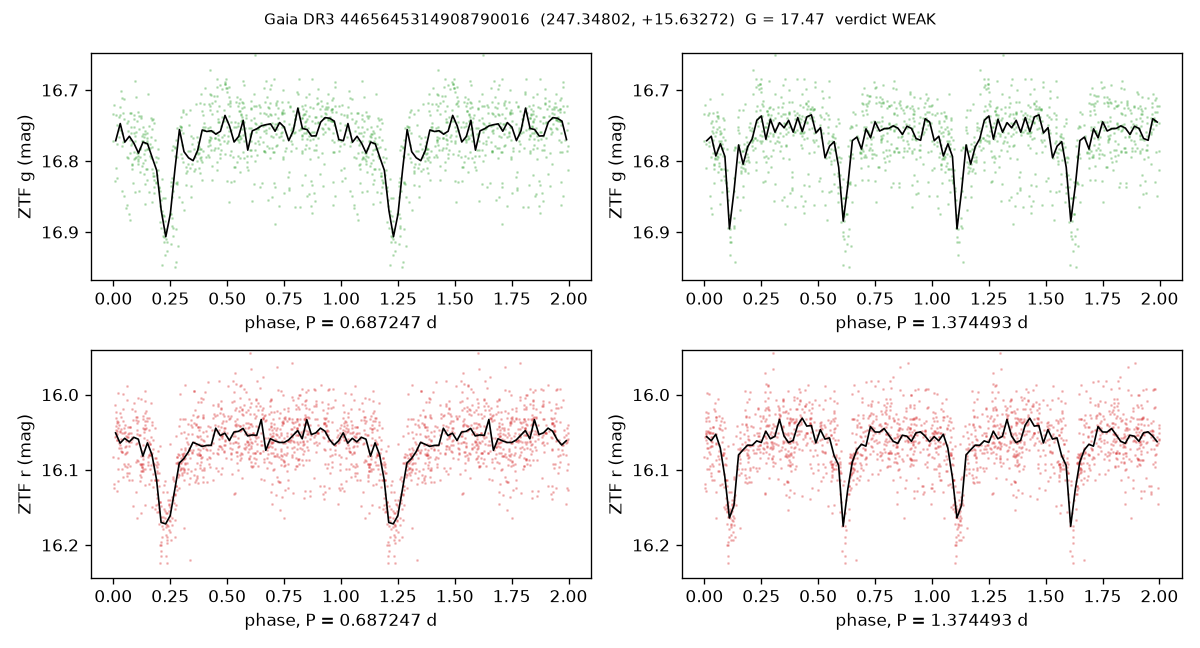 Gaia DR3 4465645314908790016  (247.34802, +15.63272)  G = 17.47  verdict WEAK
ZTF g (mag)
16.7
16.8
16.9
0.00 0.25 0.50 0.75 1.00 1.25 1.50 1.75 2.00
phase, P = 0.687247 d
ZTF g (mag)
16.7
16.8
16.9
0.00 0.25 0.50 0.75 1.00 1.25 1.50 1.75 2.00
phase, P = 1.374493 d
ZTF r (mag)
16.0
16.1
16.2
0.00 0.25 0.50 0.75 1.00 1.25 1.50 1.75 2.00
phase, P = 0.687247 d
ZTF r (mag)
16.0
16.1
16.2
0.00 0.25 0.50 0.75 1.00 1.25 1.50 1.75 2.00
phase, P = 1.374493 d